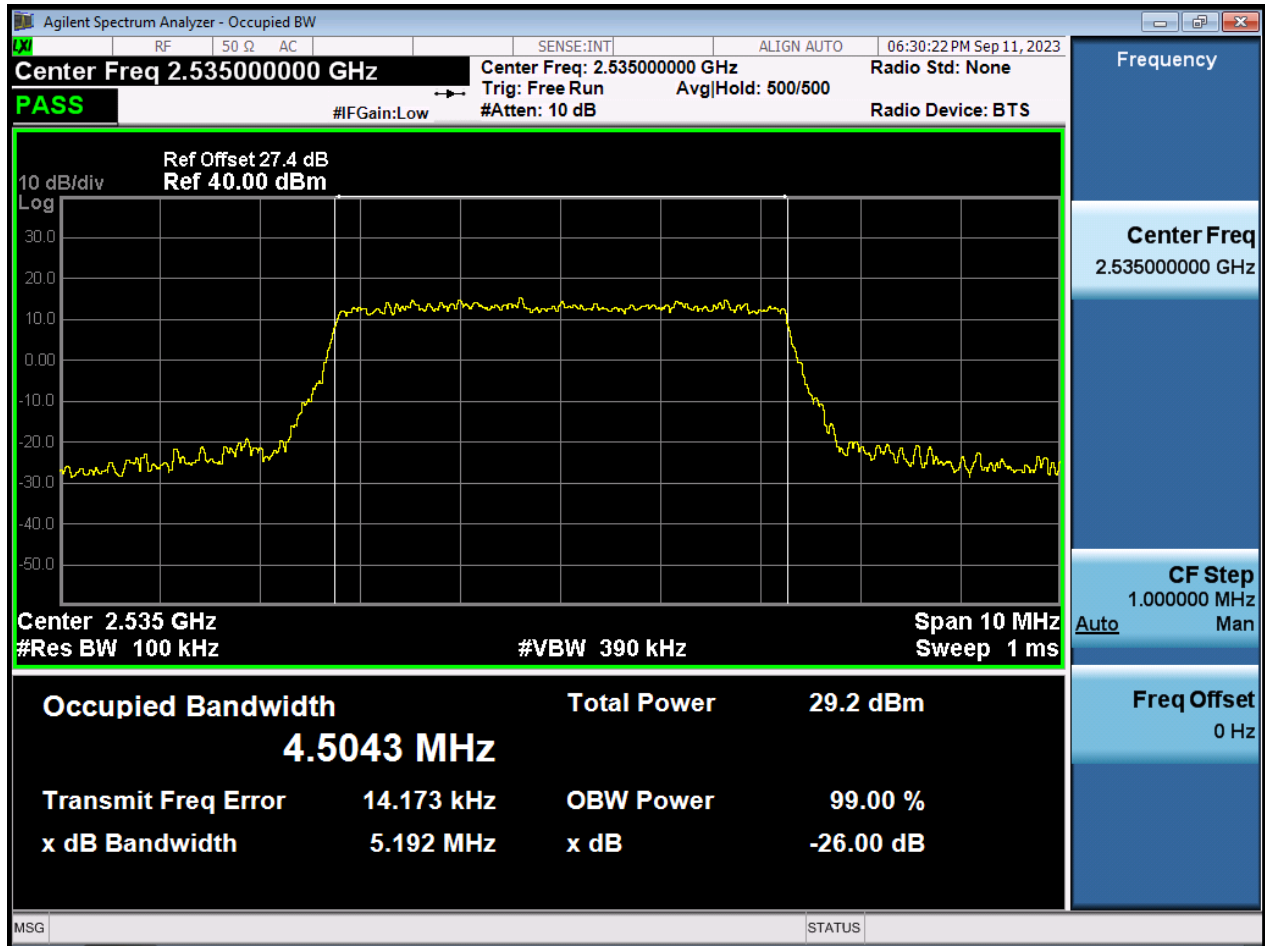 Agilent Spectrum Analyzer - Occupied BW
LXI RF 50 Ω AC SENSE:INT ALIGN AUTO 06:30:22 PM Sep 11, 2023
Center Freq 2.535000000 GHz
PASS
#IFGain:Low
Center Freq: 2.535000000 GHz
Trig: Free Run Avg|Hold: 500/500
#Atten: 10 dB
Radio Std: None
Radio Device: BTS
Ref Offset 27.4 dB
10 dB/div Ref 40.00 dBm
Log
30.0
20.0
10.0
0.00
-10.0
-20.0
-30.0
-40.0
-50.0
Center 2.535 GHz Span 10 MHz
#Res BW 100 kHz #VBW 390 kHz Sweep 1 ms
Occupied Bandwidth Total Power 29.2 dBm
4.5043 MHz
Transmit Freq Error 14.173 kHz OBW Power 99.00 %
x dB Bandwidth 5.192 MHz x dB -26.00 dB
MSG STATUS
Frequency
Center Freq
2.535000000 GHz
CF Step
1.000000 MHz
Auto Man
Freq Offset
0 Hz